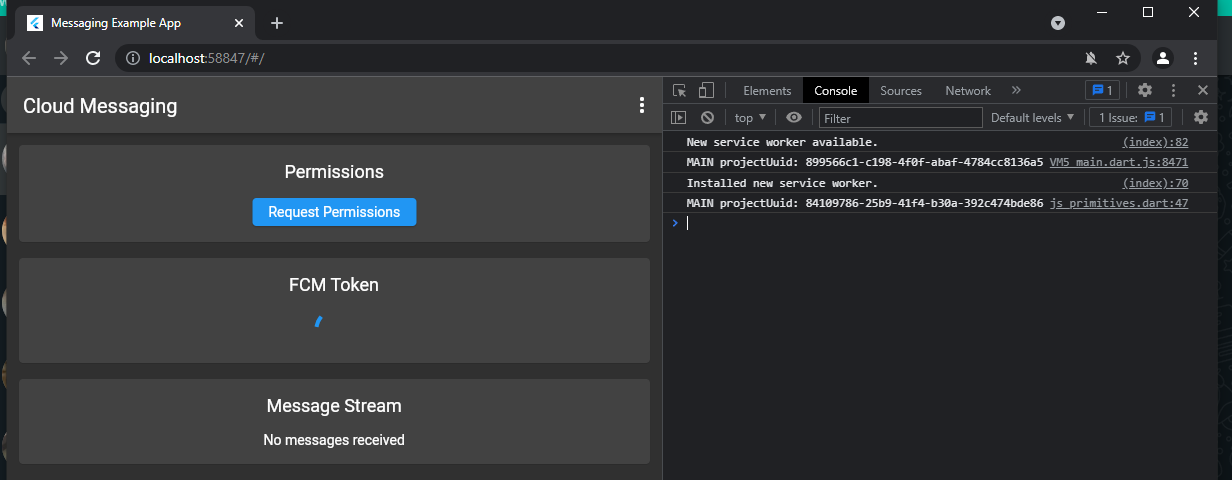 Messaging Example App
localhost:58847/#/
Cloud Messaging
Permissions
Request Permissions
FCM Token
Message Stream
No messages received
Elements Console Sources Network » 1
top Filter Default levels 1 Issue: 1
New service worker available. (index):82
MAIN projectUuid: 899566c1-c198-4f0f-abaf-4784cc8136a5 VM5 main.dart.js:8471
Installed new service worker. (index):70
MAIN projectUuid: 84109786-25b9-41f4-b30a-392c474bde86 js_primitives.dart:47